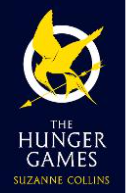 THE
HUNGER
GAMES
SUZANNE COLLINS